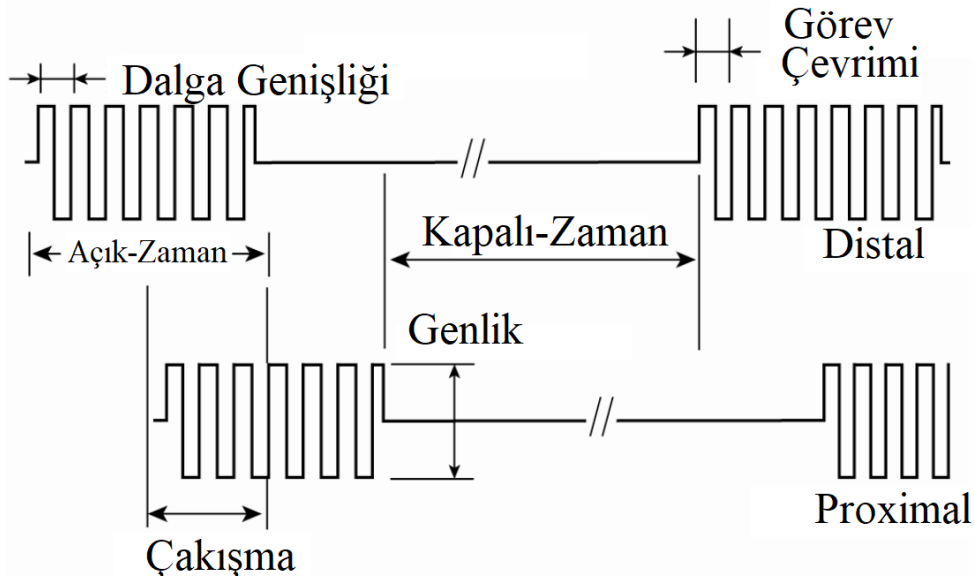 Görev
Çevrimi
Dalga Genişliği
Açık-Zaman
Kapalı-Zaman
Distal
Genlik
Proximal
Çakışma